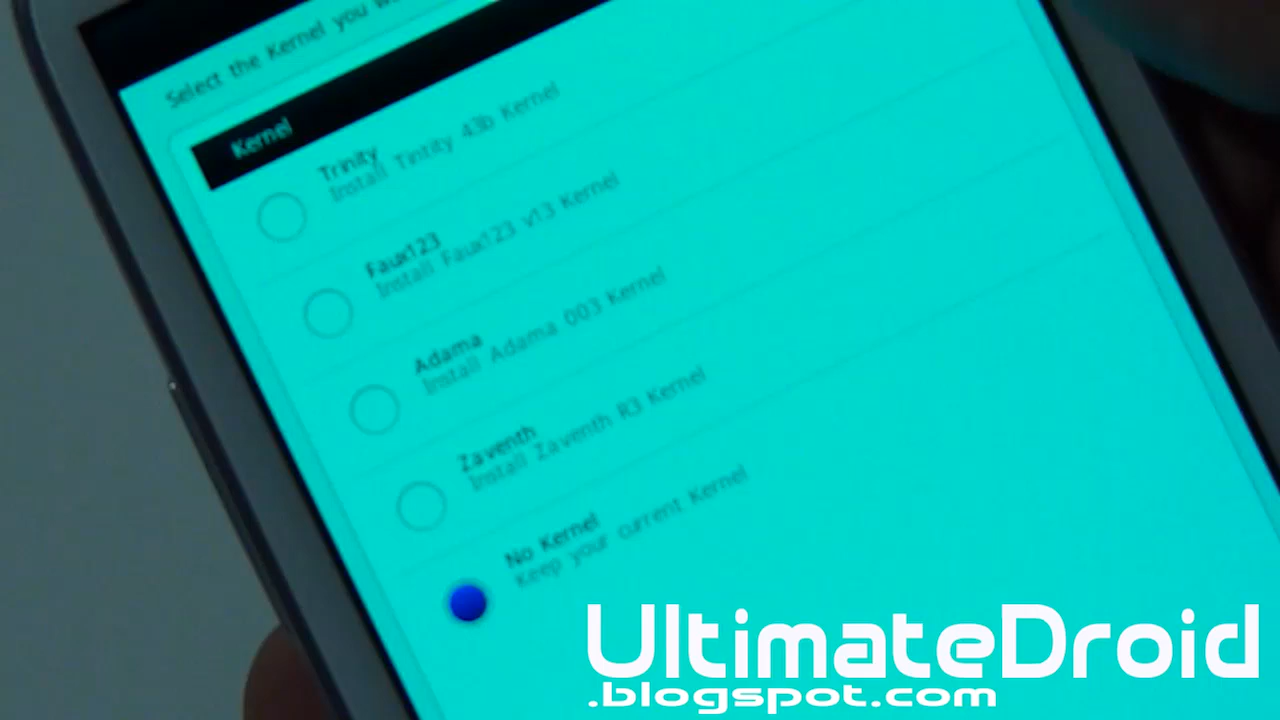 Select the Kernel you
Kernel
Trinity
Install Tintity 43b Kernel
Faux123
Install Faux123 v13 Kernel
Adama
Install Adama 003 Kernel
Zaventh
Install Zaventh R3 Kernel
No Kernel
Keep your current Kernel
UltimateDroid
.blogspot.com